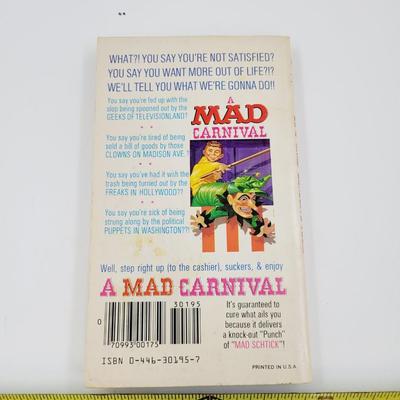 WHAT?! YOU SAY YOU'RE NOT SATISFIED?
YOU SAY YOU WANT MORE OUT OF LIFE?!?
WE'LL TELL YOU WHAT WE'RE GONNA DO!!
You say you're fed up with the
slop being spooned out by the
GEEKS OF TELEVISIONLAND?
You say you're tired of being
sold a bill of goods by those
CLOWNS ON MADISON AVE.?
You say you've had it with the
trash being turned out by the
FREAKS IN HOLLYWOOD??
You say you're sick of being
strung along by the political
PUPPETS IN WASHINGTON??!
A
MAD
CARNIVAL
Well, step right up (to the cashier), suckers, & enjoy
A MAD CARNIVAL
30195
0
70993 00175
ISBN 0-446-30195-7
It's guaranteed to
cure what ails you
because it delivers
a knock-out "Punch"
of "MAD SCHTICK"!
PRINTED IN U.S.A.